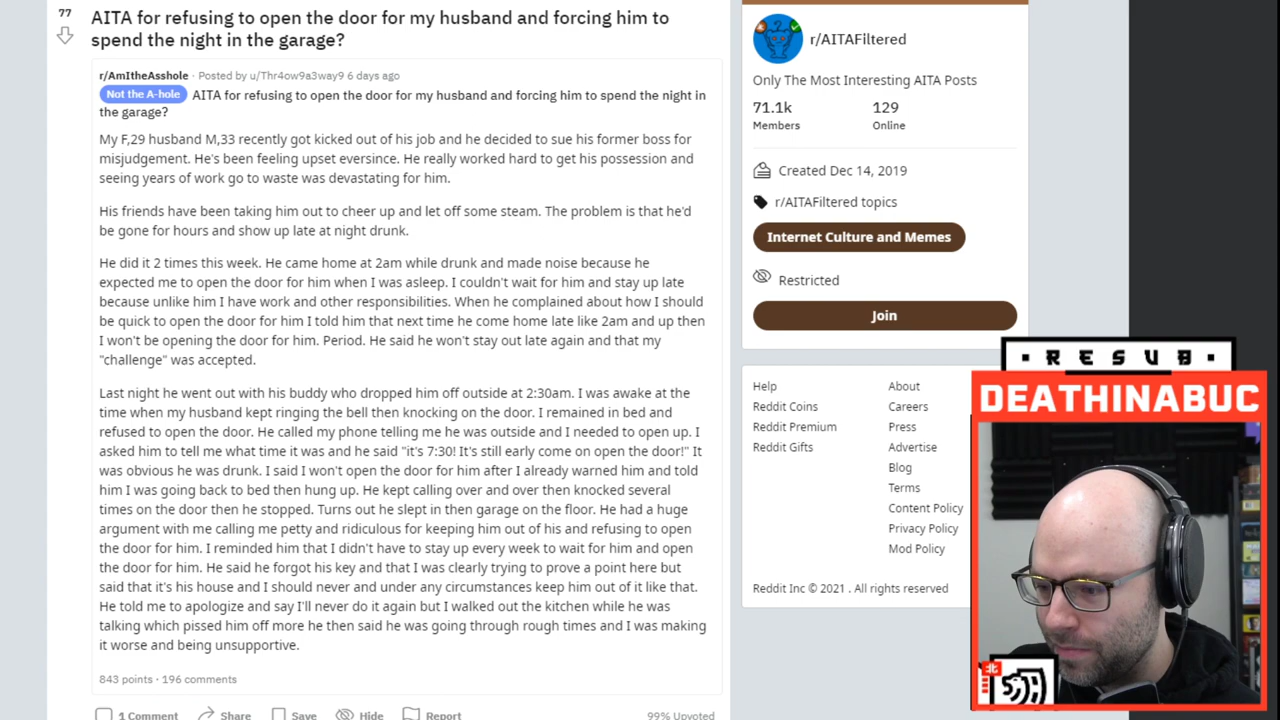 77
AITA for refusing to open the door for my husband and forcing him to
spend the night in the garage?
r/AmItheAsshole · Posted by u/Thr4ow9a3way9 6 days ago
Not the A-hole AITA for refusing to open the door for my husband and forcing him to spend the night in
the garage?
My F,29 husband M,33 recently got kicked out of his job and he decided to sue his former boss for
misjudgement. He's been feeling upset eversince. He really worked hard to get his possession and
seeing years of work go to waste was devastating for him.
His friends have been taking him out to cheer up and let off some steam. The problem is that he'd
be gone for hours and show up late at night drunk.
He did it 2 times this week. He came home at 2am while drunk and made noise because he
expected me to open the door for him when I was asleep. I couldn't wait for him and stay up late
because unlike him I have work and other responsibilities. When he complained about how I should
be quick to open the door for him I told him that next time he come home late like 2am and up then
I won't be opening the door for him. Period. He said he won't stay out late again and that my
"challenge" was accepted.
Last night he went out with his buddy who dropped him off outside at 2:30am. I was awake at the
time when my husband kept ringing the bell then knocking on the door. I remained in bed and
refused to open the door. He called my phone telling me he was outside and I needed to open up. I
asked him to tell me what time it was and he said "it's 7:30! It's still early come on open the door!" It
was obvious he was drunk. I said I won't open the door for him after I already warned him and told
him I was going back to bed then hung up. He kept calling over and over then knocked several
times on the door then he stopped. Turns out he slept in then garage on the floor. He had a huge
argument with me calling me petty and ridiculous for keeping him out of his and refusing to open
the door for him. I reminded him that I didn't have to stay up every week to wait for him and open
the door for him. He said he forgot his key and that I was clearly trying to prove a point here but
said that it's his house and I should never and under any circumstances keep him out of it like that.
He told me to apologize and say I'll never do it again but I walked out the kitchen while he was
talking which pissed him off more he then said he was going through rough times and I was making
it worse and being unsupportive.
843 points · 196 comments
1 Comment Share Save Hide Report 99% Upvoted
r/AITAFiltered
Only The Most Interesting AITA Posts
71.1k 129
Members Online
Created Dec 14, 2019
r/AITAFiltered topics
Internet Culture and Memes
Restricted
Join
Help About
Reddit Coins Careers
Reddit Premium Press
Reddit Gifts Advertise
Blog
Terms
Content Policy
Privacy Policy
Mod Policy
Reddit Inc © 2021 . All rights reserved
· RESUB ·
DEATHINABUC